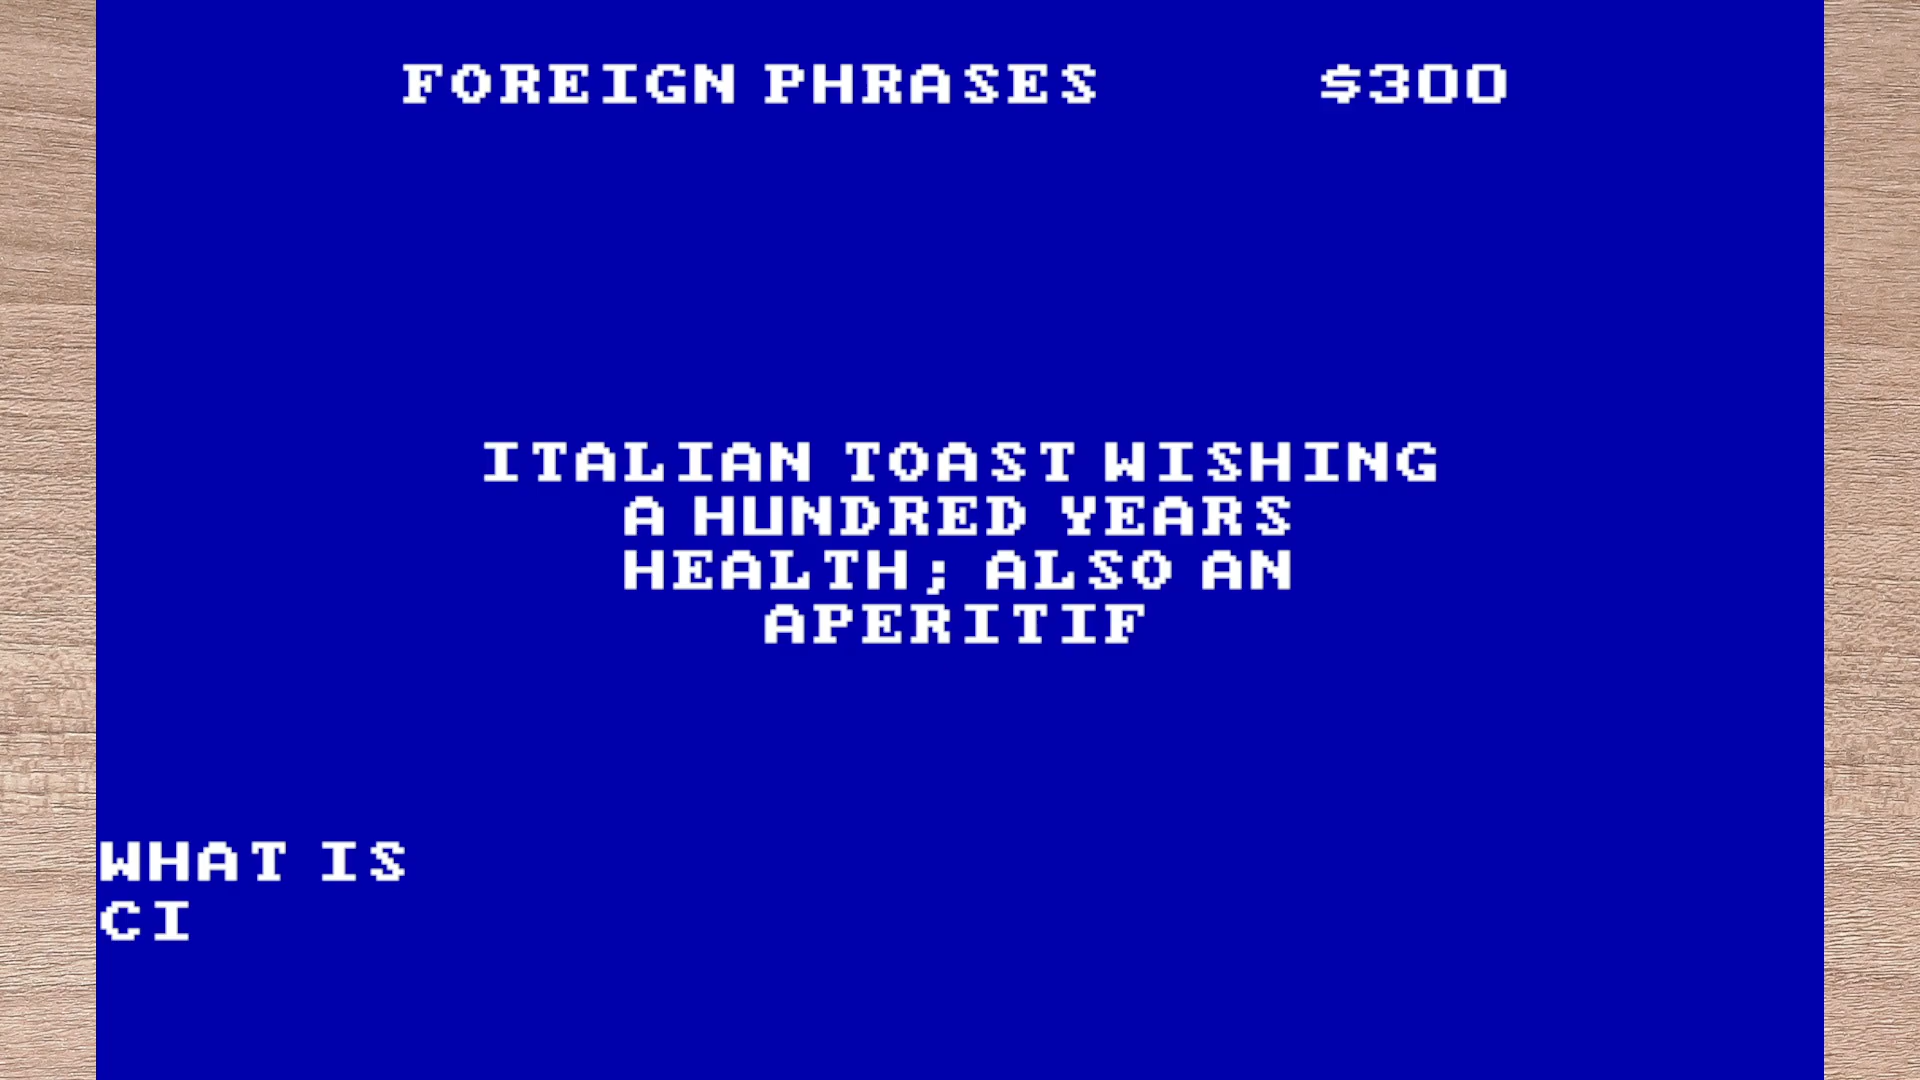 FOREIGN PHRASES $300
ITALIAN TOAST WISHING
A HUNDRED YEARS
HEALTH; ALSO AN
APERITIF
WHAT IS
CI